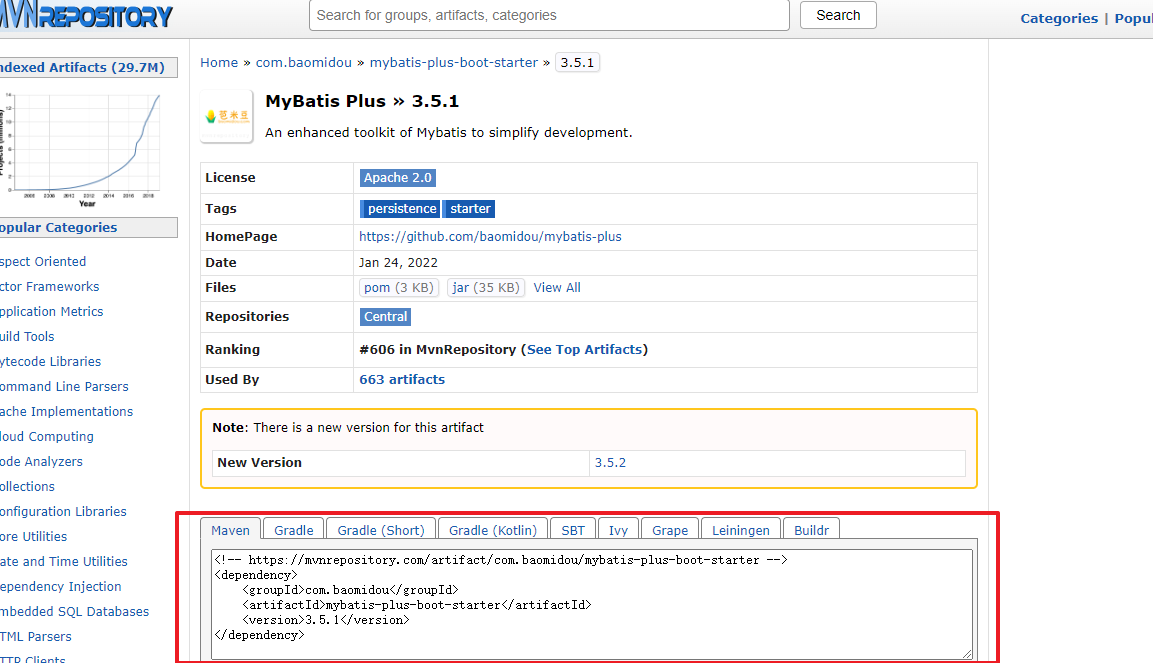 MVNREPOSITORY
Search for groups, artifacts, categories
Search
Categories | Popu
ndexed Artifacts (29.7M)
Projects (millions)
Year
opular Categories
spect Oriented
ctor Frameworks
pplication Metrics
uild Tools
ytecode Libraries
ommand Line Parsers
ache Implementations
loud Computing
ode Analyzers
ollections
onfiguration Libraries
ore Utilities
ate and Time Utilities
ependency Injection
mbedded SQL Databases
TML Parsers
TTP Clients
Home » com.baomidou » mybatis-plus-boot-starter » 3.5.1
MyBatis Plus » 3.5.1
An enhanced toolkit of Mybatis to simplify development.
License Apache 2.0
Tags persistence starter
HomePage https://github.com/baomidou/mybatis-plus
Date Jan 24, 2022
Files pom (3 KB) jar (35 KB) View All
Repositories Central
Ranking #606 in MvnRepository (See Top Artifacts)
Used By 663 artifacts
Note: There is a new version for this artifact
New Version 3.5.2
Maven Gradle Gradle (Short) Gradle (Kotlin) SBT Ivy Grape Leiningen Buildr
<!-- https://mvnrepository.com/artifact/com.baomidou/mybatis-plus-boot-starter -->
<dependency>
    <groupId>com.baomidou</groupId>
    <artifactId>mybatis-plus-boot-starter</artifactId>
    <version>3.5.1</version>
</dependency>